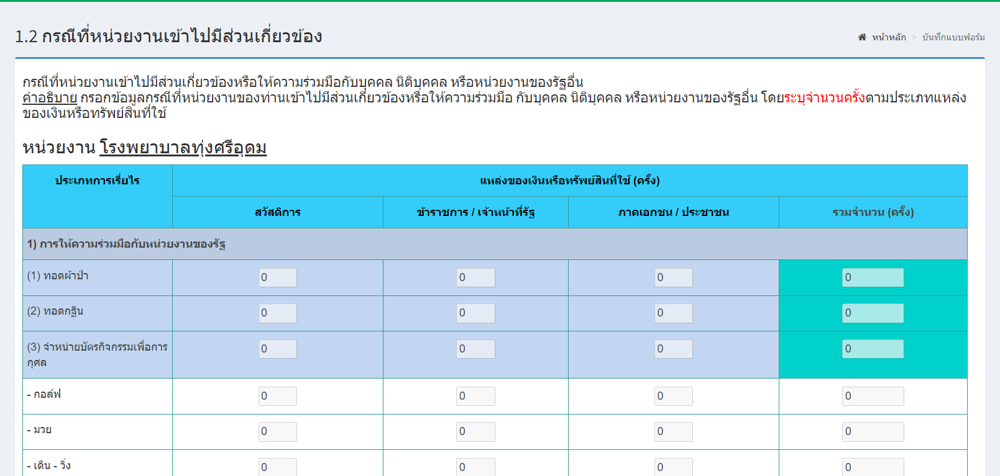 1.2 กรณีที่หน่วยงานเข้าไปมีส่วนเกี่ยวข้อง
หน้าหลัก > บันทึกแบบฟอร์ม
กรณีที่หน่วยงานเข้าไปมีส่วนเกี่ยวข้องหรือให้ความร่วมมือกับบุคคล นิติบุคคล หรือหน่วยงานของรัฐอื่น
คำอธิบาย กรอกข้อมูลกรณีที่หน่วยงานของท่านเข้าไปมีส่วนเกี่ยวข้องหรือให้ความร่วมมือ กับบุคคล นิติบุคคล หรือหน่วยงานของรัฐอื่น โดยระบุจำนวนครั้งตามประเภทแหล่ง
ของเงินหรือทรัพย์สินที่ใช้
หน่วยงาน โรงพยาบาลทุ่งศรีอุดม
ประเภทการเรี่ยไร แหล่งของเงินหรือทรัพย์สินที่ใช้ (ครั้ง)
สวัสดิการ ข้าราชการ / เจ้าหน้าที่รัฐ ภาคเอกชน / ประชาชน รวมจำนวน (ครั้ง)
1) การให้ความร่วมมือกับหน่วยงานของรัฐ
(1) ทอดผ้าป่า 0 0 0 0
(2) ทอดกฐิน 0 0 0 0
(3) จำหน่ายบัตรกิจกรรมเพื่อการ 0 0 0 0
กุศล
- กอล์ฟ 0 0 0 0
- มวย 0 0 0 0
- เดิน - วิ่ง 0 0 0 0